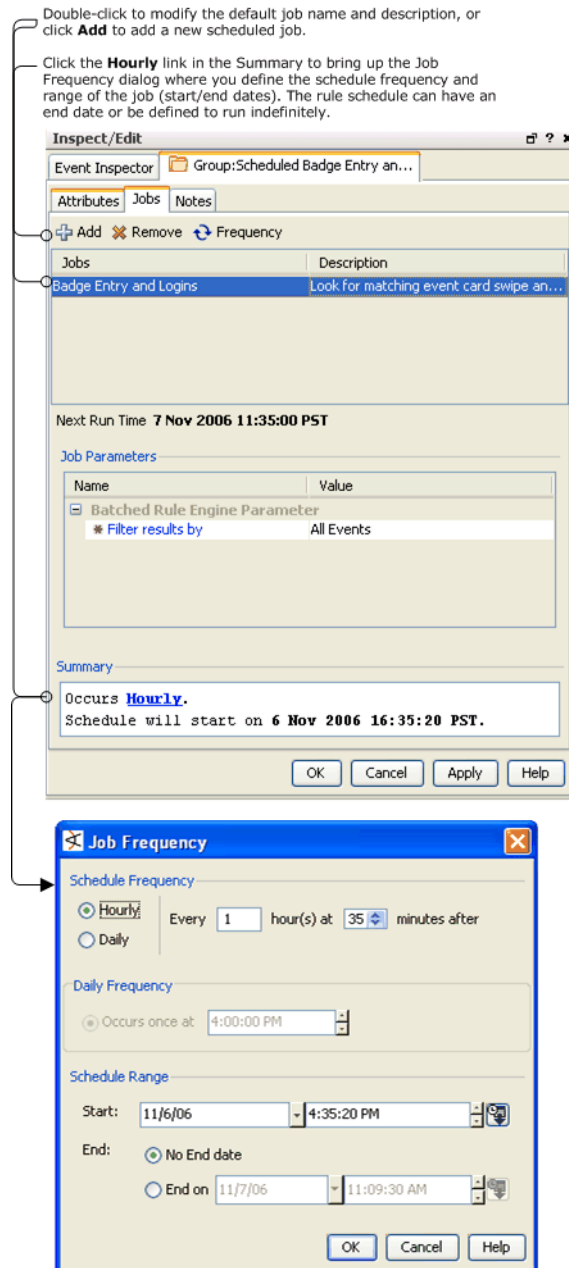 Double-click to modify the default job name and description, or
click Add to add a new scheduled job.
Click the Hourly link in the Summary to bring up the Job
Frequency dialog where you define the schedule frequency and
range of the job (start/end dates). The rule schedule can have an
end date or be defined to run indefinitely.
Inspect/Edit
Event Inspector Group:Scheduled Badge Entry an...
Attributes Jobs Notes
Add Remove Frequency
Jobs Description
Badge Entry and Logins Look for matching event card swipe an...
Next Run Time 7 Nov 2006 11:35:00 PST
Job Parameters
Name Value
Batched Rule Engine Parameter
Filter results by All Events
Summary
Occurs Hourly.
Schedule will start on 6 Nov 2006 16:35:20 PST.
OK Cancel Apply Help
Job Frequency
Schedule Frequency
Hourly Every 1 hour(s) at 35 minutes after
Daily
Daily Frequency
Occurs once at 4:00:00 PM
Schedule Range
Start: 11/6/06 4:35:20 PM
End: No End date
End on 11/7/06 11:09:30 AM
OK Cancel Help